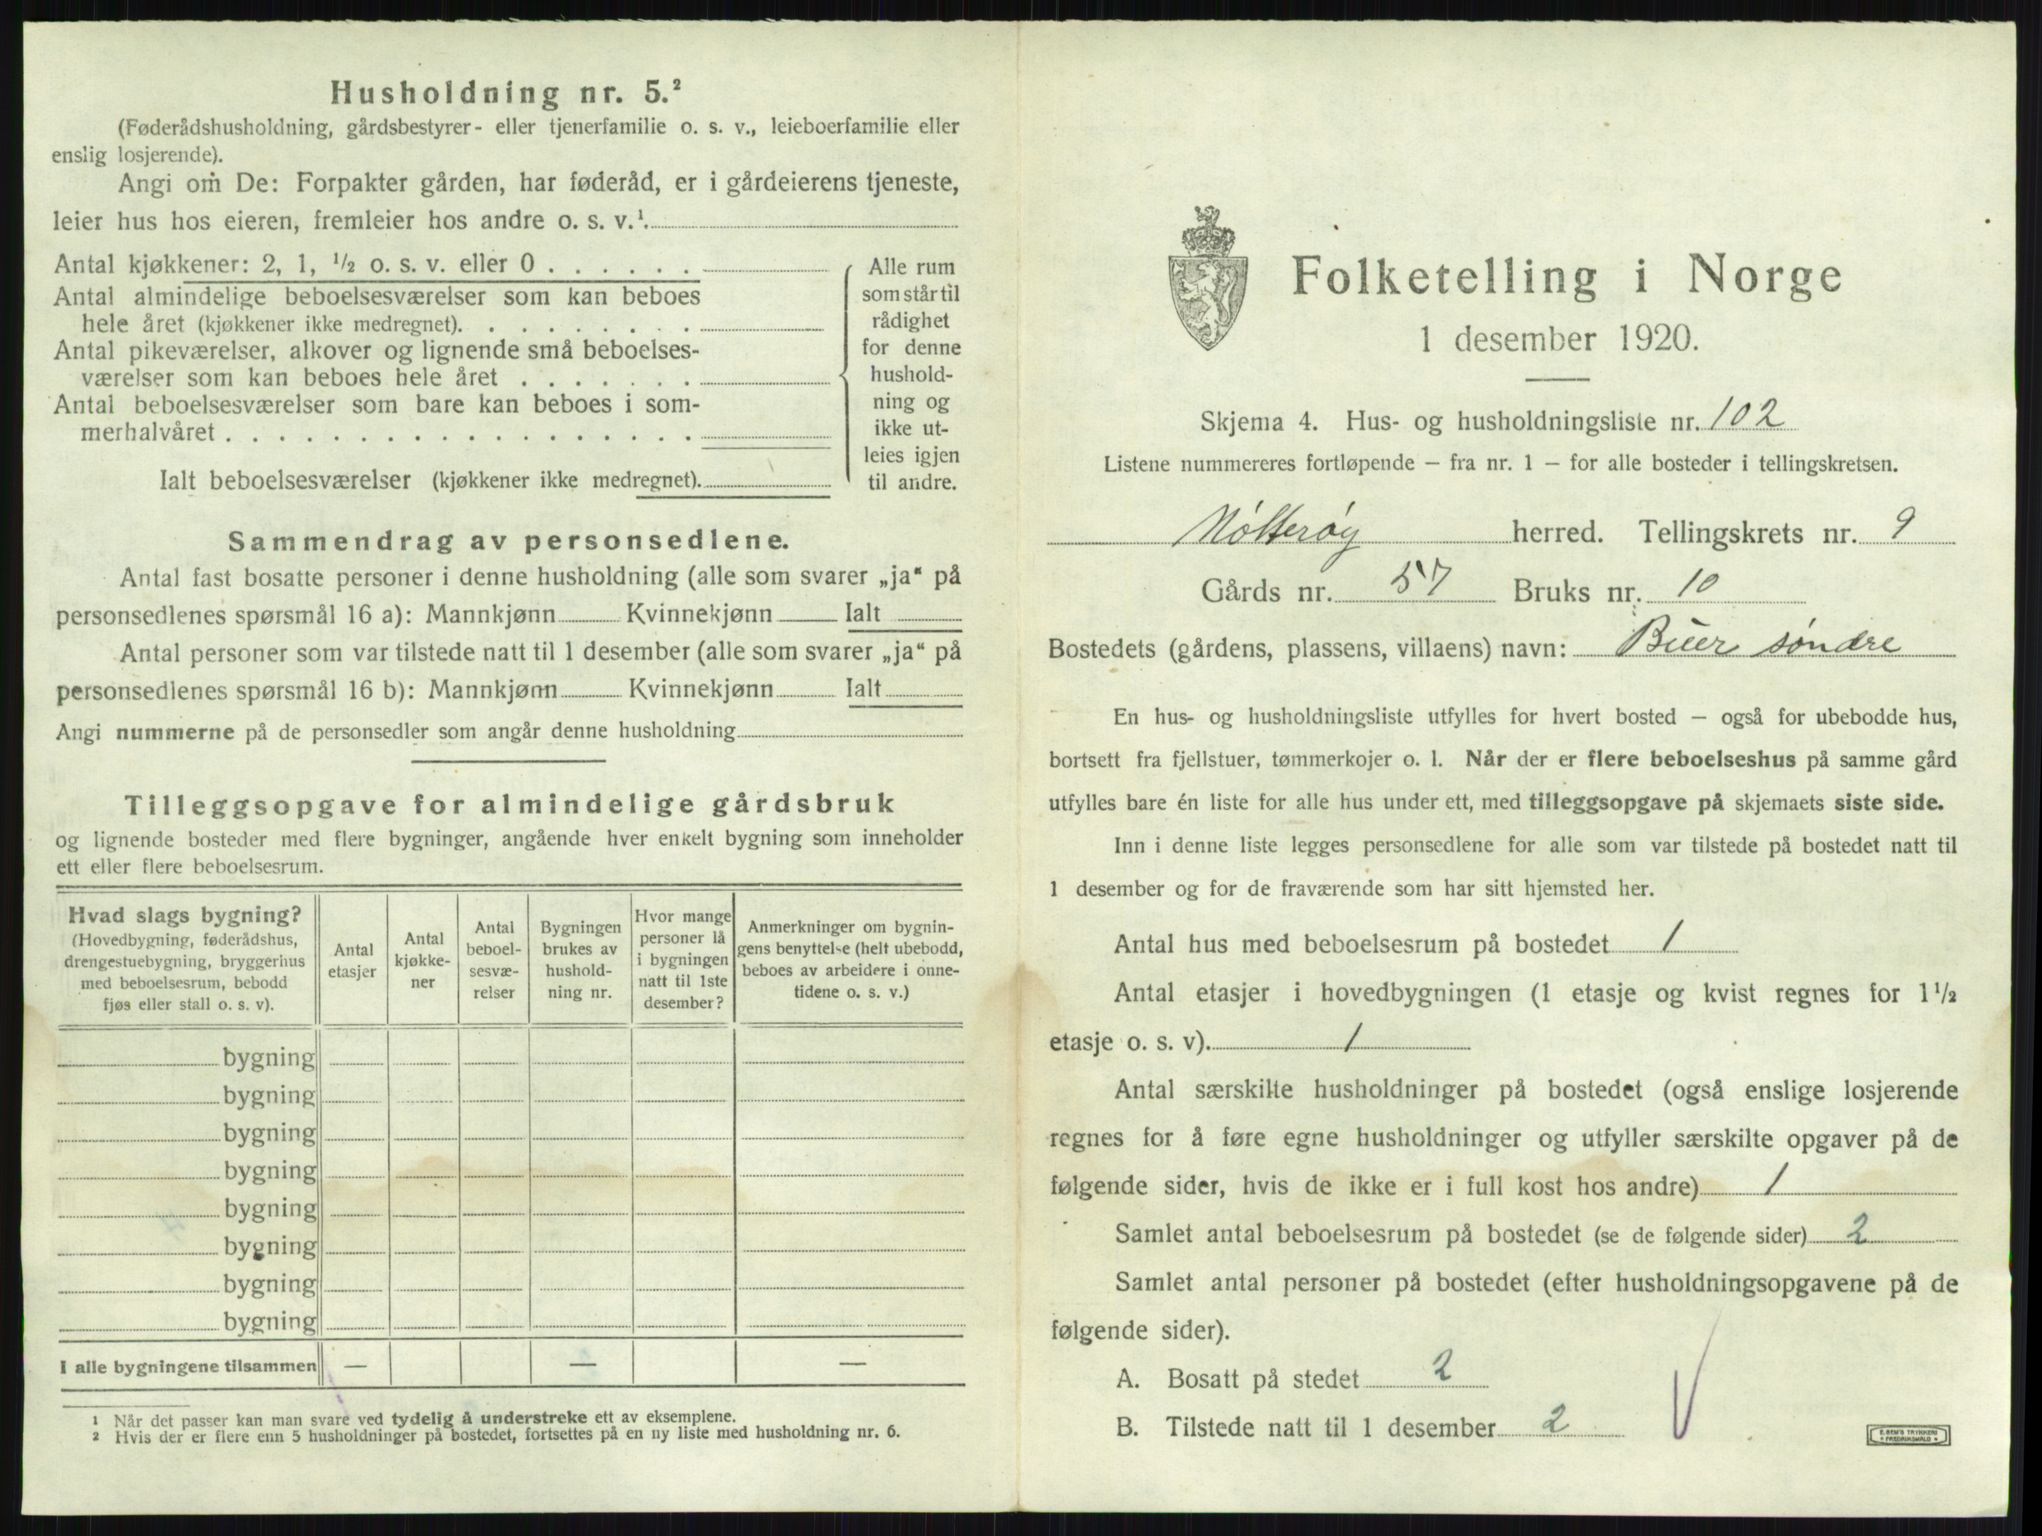 Husholdning nr. 5.²
(Føderådshusholdning, gårdsbestyrer- eller tjenerfamilie o. s. v., leieboerfamilie eller
enslig losjerende).
Angi om De: Forpakter gården, har føderåd, er i gårdeierens tjeneste,
leier hus hos eieren, fremleier hos andre o. s. v.¹.
Antal kjøkkener: 2, 1, ½ o. s. v. eller 0 . . . . . .
Antal almindelige beboelsesværelser som kan beboes
hele året (kjøkkener ikke medregnet). . . . . . . . .
Antal pikeværelser, alkover og lignende små beboelses-
værelser som kan beboes hele året . . . . . . .
Antal beboelsesværelser som bare kan beboes i som-
merhalvåret . . . . . . . . . . . . . . . . . .
Ialt beboelsesværelser (kjøkkener ikke medregnet).
Alle rum
som står til
rådighet
for denne
hushold-
ning og
ikke ut-
leies igjen
til andre.
Sammendrag av personsedlene.
Antal fast bosatte personer i denne husholdning (alle som svarer „ja“ på
personsedlenes spørsmål 16 a): Mannkjønn Kvinnekjønn Ialt
Antal personer som var tilstede natt til 1 desember (alle som svarer „ja“ på
personsedlenes spørsmål 16 b): Mannkjønn Kvinnekjønn Ialt
Angi nummerne på de personsedler som angår denne husholdning
Tilleggsopgave for almindelige gårdsbruk
og lignende bosteder med flere bygninger, angående hver enkelt bygning som inneholder
ett eller flere beboelsesrum.
Hvad slags bygning?
(Hovedbygning, føderådshus,
drengestuebygning, bryggerhus
med beboelsesrum, bebodd
fjøs eller stall o. s. v).
Antal
etasjer
Antal
kjøkke-
ner
Antal
beboel-
sesvæ-
relser
Bygningen
brukes av
hushold-
ning nr.
Hvor mange
personer lå
i bygningen
natt til 1ste
desember?
Anmerkninger om bygnin-
gens benyttelse (helt ubebodd,
beboes av arbeidere i onne-
tidene o. s. v.)
bygning
bygning
bygning
bygning
bygning
bygning
bygning
bygning
I alle bygningene tilsammen — — —
¹ Når det passer kan man svare ved tydelig å understreke ett av eksemplene.
² Hvis der er flere enn 5 husholdninger på bostedet, fortsettes på en ny liste med husholdning nr. 6.
Folketelling i Norge
1 desember 1920.
Skjema 4. Hus- og husholdningsliste nr. 102
Listene nummereres fortløpende – fra nr. 1 – for alle bosteder i tellingskretsen.
Nøtterøy herred. Tellingskrets nr. 9
Gårds nr. 57 Bruks nr. 10
Bostedets (gårdens, plassens, villaens) navn: Buer søndre
En hus- og husholdningsliste utfylles for hvert bosted – også for ubebodde hus,
bortsett fra fjellstuer, tømmerkojer o. l. Når der er flere beboelseshus på samme gård
utfylles bare én liste for alle hus under ett, med tilleggsopgave på skjemaets siste side.
Inn i denne liste legges personsedlene for alle som var tilstede på bostedet natt til
1 desember og for de fraværende som har sitt hjemsted her.
Antal hus med beboelsesrum på bostedet 1
Antal etasjer i hovedbygningen (1 etasje og kvist regnes for 1½
etasje o. s. v). 1
Antal særskilte husholdninger på bostedet (også enslige losjerende
regnes for å føre egne husholdninger og utfyller særskilte opgaver på de
følgende sider, hvis de ikke er i full kost hos andre) 1
Samlet antal beboelsesrum på bostedet (se de følgende sider) 2
Samlet antal personer på bostedet (efter husholdningsopgavene på de
følgende sider).
A. Bosatt på stedet 2
B. Tilstede natt til 1 desember 2